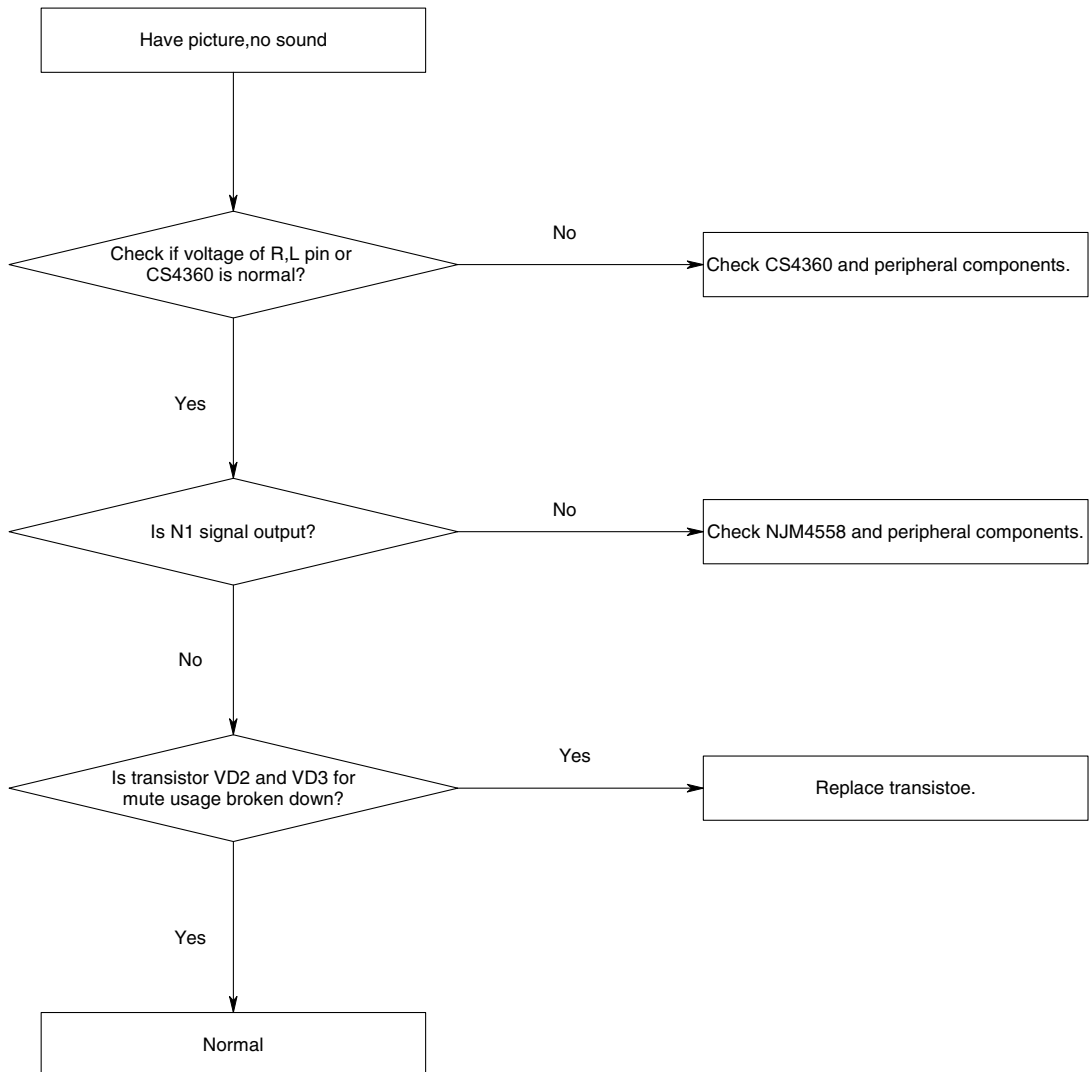 Have picture,no sound
Check if voltage of R,L pin or
CS4360 is normal?
No
Check CS4360 and peripheral components.
Yes
Is N1 signal output?
No
Check NJM4558 and peripheral components.
No
Is transistor VD2 and VD3 for
mute usage broken down?
Yes
Replace transistoe.
Yes
Normal